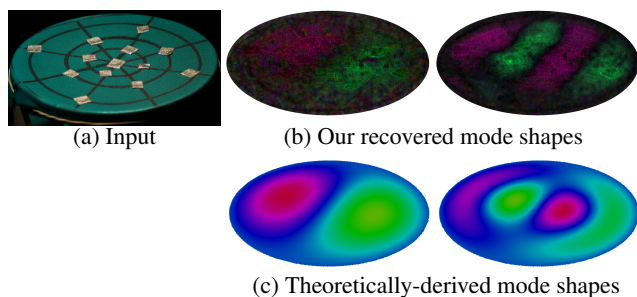 (a) Input
(b) Our recovered mode shapes
(c) Theoretically-derived mode shapes